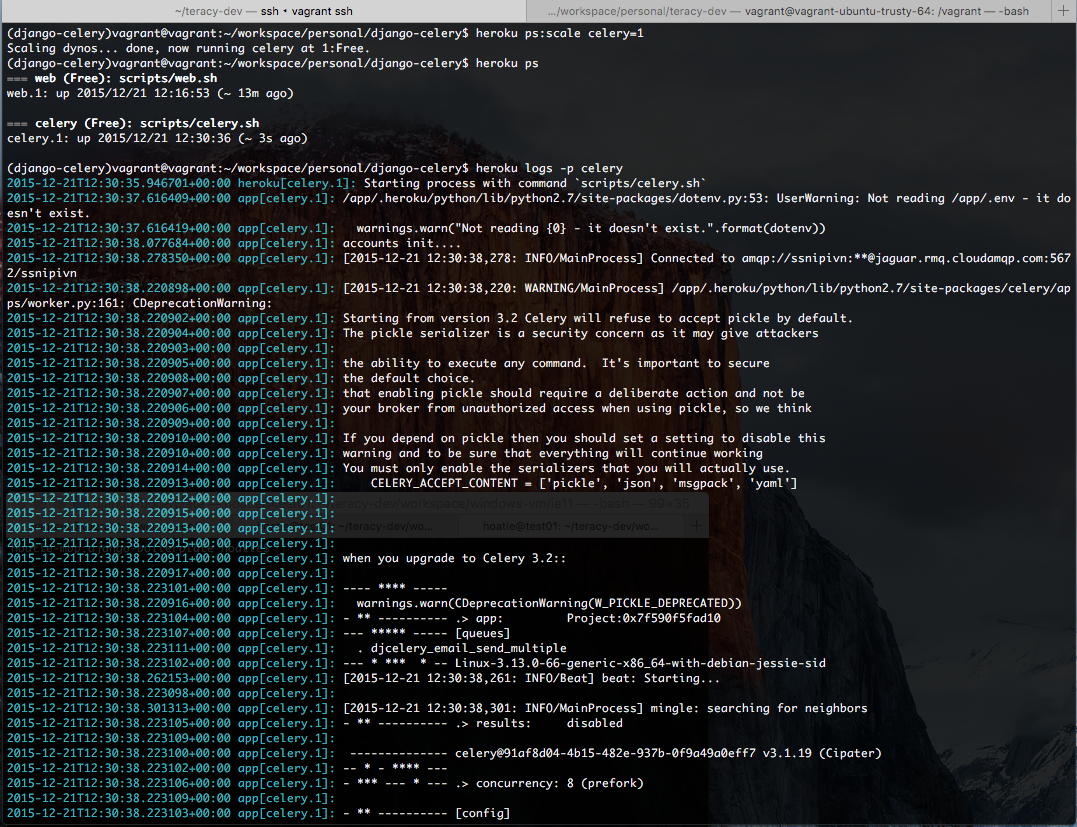 ~/teracy-dev — ssh • vagrant ssh
.../workspace/personal/teracy-dev — vagrant@vagrant-ubuntu-trusty-64: /vagrant — -bash
(django-celery)vagrant@vagrant:~/workspace/personal/django-celery$ heroku ps:scale celery=1
Scaling dynos... done, now running celery at 1:Free.
(django-celery)vagrant@vagrant:~/workspace/personal/django-celery$ heroku ps
=== web (Free): scripts/web.sh
web.1: up 2015/12/21 12:16:53 (~ 13m ago)
=== celery (Free): scripts/celery.sh
celery.1: up 2015/12/21 12:30:36 (~ 3s ago)
(django-celery)vagrant@vagrant:~/workspace/personal/django-celery$ heroku logs -p celery
2015-12-21T12:30:35.946701+00:00 heroku[celery.1]: Starting process with command `scripts/celery.sh`
2015-12-21T12:30:37.616409+00:00 app[celery.1]: /app/.heroku/python/lib/python2.7/site-packages/dotenv.py:53: UserWarning: Not reading /app/.env - it do
esn't exist.
2015-12-21T12:30:37.616419+00:00 app[celery.1]:   warnings.warn("Not reading {0} - it doesn't exist.".format(dotenv))
2015-12-21T12:30:38.077684+00:00 app[celery.1]: accounts init....
2015-12-21T12:30:38.278350+00:00 app[celery.1]: [2015-12-21 12:30:38,278: INFO/MainProcess] Connected to amqp://ssnipivn:**@jaguar.rmq.cloudamqp.com:567
2/ssnipivn
2015-12-21T12:30:38.220898+00:00 app[celery.1]: [2015-12-21 12:30:38,220: WARNING/MainProcess] /app/.heroku/python/lib/python2.7/site-packages/celery/ap
ps/worker.py:161: CDeprecationWarning:
2015-12-21T12:30:38.220902+00:00 app[celery.1]: Starting from version 3.2 Celery will refuse to accept pickle by default.
2015-12-21T12:30:38.220904+00:00 app[celery.1]: The pickle serializer is a security concern as it may give attackers
2015-12-21T12:30:38.220903+00:00 app[celery.1]:
2015-12-21T12:30:38.220905+00:00 app[celery.1]: the ability to execute any command.  It's important to secure
2015-12-21T12:30:38.220908+00:00 app[celery.1]: the default choice.
2015-12-21T12:30:38.220907+00:00 app[celery.1]: that enabling pickle should require a deliberate action and not be
2015-12-21T12:30:38.220906+00:00 app[celery.1]: your broker from unauthorized access when using pickle, so we think
2015-12-21T12:30:38.220909+00:00 app[celery.1]:
2015-12-21T12:30:38.220910+00:00 app[celery.1]: If you depend on pickle then you should set a setting to disable this
2015-12-21T12:30:38.220910+00:00 app[celery.1]: warning and to be sure that everything will continue working
2015-12-21T12:30:38.220914+00:00 app[celery.1]: You must only enable the serializers that you will actually use.
2015-12-21T12:30:38.220913+00:00 app[celery.1]:     CELERY_ACCEPT_CONTENT = ['pickle', 'json', 'msgpack', 'yaml']
2015-12-21T12:30:38.220912+00:00 app[celery.1]:
teracy-dev/workspace/windows-vm/ie11 — -bash — 99×35
2015-12-21T12:30:38.220915+00:00 app[celery.1]:
2015-12-21T12:30:38.220913+00:00 app[celery.1]:
~/teracy-dev/wo...
hoatle@test01: ~/teracy-dev/wo...
2015-12-21T12:30:38.220915+00:00 app[celery.1]:
2015-12-21T12:30:38.220911+00:00 app[celery.1]: when you upgrade to Celery 3.2::
2015-12-21T12:30:38.220917+00:00 app[celery.1]:
2015-12-21T12:30:38.223101+00:00 app[celery.1]: ---- **** -----
2015-12-21T12:30:38.220916+00:00 app[celery.1]:   warnings.warn(CDeprecationWarning(W_PICKLE_DEPRECATED))
2015-12-21T12:30:38.223104+00:00 app[celery.1]: - ** ---------- .> app:         Project:0x7f590f5fad10
2015-12-21T12:30:38.223107+00:00 app[celery.1]: --- ***** ----- [queues]
2015-12-21T12:30:38.223111+00:00 app[celery.1]:   . djcelery_email_send_multiple
2015-12-21T12:30:38.223102+00:00 app[celery.1]: --- * ***  * -- Linux-3.13.0-66-generic-x86_64-with-debian-jessie-sid
2015-12-21T12:30:38.262153+00:00 app[celery.1]: [2015-12-21 12:30:38,261: INFO/Beat] beat: Starting...
2015-12-21T12:30:38.223098+00:00 app[celery.1]:
2015-12-21T12:30:38.301313+00:00 app[celery.1]: [2015-12-21 12:30:38,301: INFO/MainProcess] mingle: searching for neighbors
2015-12-21T12:30:38.223105+00:00 app[celery.1]: - ** ---------- .> results:     disabled
2015-12-21T12:30:38.223109+00:00 app[celery.1]:
2015-12-21T12:30:38.223100+00:00 app[celery.1]:  -------------- celery@91af8d04-4b15-482e-937b-0f9a49a0eff7 v3.1.19 (Cipater)
2015-12-21T12:30:38.223102+00:00 app[celery.1]: -- * - **** ---
2015-12-21T12:30:38.223106+00:00 app[celery.1]: - *** --- * --- .> concurrency: 8 (prefork)
2015-12-21T12:30:38.223109+00:00 app[celery.1]:
2015-12-21T12:30:38.223103+00:00 app[celery.1]: - ** ---------- [config]